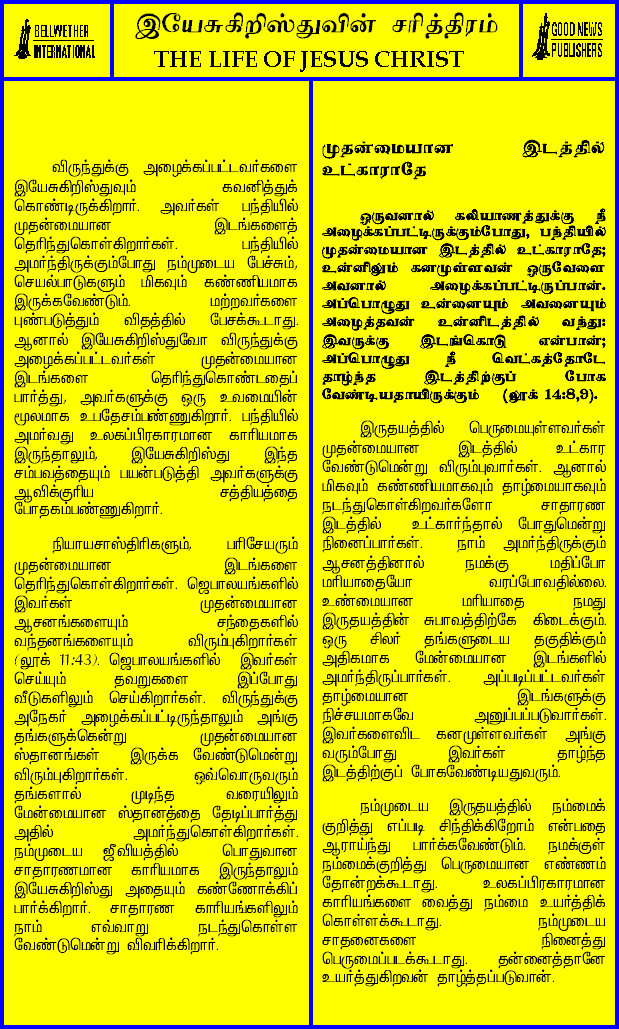 BELLWETHER
INTERNATIONAL
இயேசுகிறிஸ்துவின் சரித்திரம்
THE LIFE OF JESUS CHRIST
GOOD NEWS
PUBLISHERS
விருந்துக்கு அழைக்கப்பட்டவர்களை
இயேசுகிறிஸ்துவும் கவனித்துக்
கொண்டிருக்கிறார். அவர்கள் பந்தியில்
முதன்மையான இடங்களைத்
தெரிந்துகொள்கிறார்கள். பந்தியில்
அமர்ந்திருக்கும்போது நம்முடைய பேச்சும்,
செயல்பாடுகளும் மிகவும் கண்ணியமாக
இருக்கவேண்டும். மற்றவர்களை
புண்படுத்தும் விதத்தில் பேசக்கூடாது.
ஆனால் இயேசுகிறிஸ்துவோ விருந்துக்கு
அழைக்கப்பட்டவர்கள் முதன்மையான
இடங்களை தெரிந்துகொண்டதைப்
பார்த்து, அவர்களுக்கு ஒரு உவமையின்
மூலமாக உபதேசம்பண்ணுகிறார். பந்தியில்
அமர்வது உலகப்பிரகாரமான காரியமாக
இருந்தாலும், இயேசுகிறிஸ்து இந்த
சம்பவத்தையும் பயன்படுத்தி அவர்களுக்கு
ஆவிக்குரிய சத்தியத்தை
போதகம்பண்ணுகிறார்.
நியாயசாஸ்திரிகளும், பரிசேயரும்
முதன்மையான இடங்களை
தெரிந்துகொள்கிறார்கள். ஜெபாலயங்களில்
இவர்கள் முதன்மையான
ஆசனங்களையும் சந்தைகளில்
வந்தனங்களையும் விரும்புகிறார்கள்
(லூக் 11:43). ஜெபாலயங்களில் இவர்கள்
செய்யும் தவறுகளை இப்போது
வீடுகளிலும் செய்கிறார்கள். விருந்துக்கு
அநேகர் அழைக்கப்பட்டிருந்தாலும் அங்கு
தங்களுக்கென்று முதன்மையான
ஸ்தானங்கள் இருக்க வேண்டுமென்று
விரும்புகிறார்கள். ஒவ்வொருவரும்
தங்களால் முடிந்த வரையிலும்
மேன்மையான ஸ்தானத்தை தேடிப்பார்த்து
அதில் அமர்ந்துகொள்கிறார்கள்.
நம்முடைய ஜீவியத்தில் பொதுவான
சாதாரணமான காரியமாக இருந்தாலும்
இயேசுகிறிஸ்து அதையும் கண்ணோக்கிப்
பார்க்கிறார். சாதாரண காரியங்களிலும்
நாம் எவ்வாறு நடந்துகொள்ள
வேண்டுமென்று விவரிக்கிறார்.
முதன்மையான இடத்தில்
உட்காராதே
ஒருவனால் கலியாணத்துக்கு நீ
அழைக்கப்பட்டிருக்கும்போது, பந்தியில்
முதன்மையான இடத்தில் உட்காராதே;
உன்னிலும் கனமுள்ளவன் ஒருவேளை
அவனால் அழைக்கப்பட்டிருப்பான்.
அப்பொழுது உன்னையும் அவனையும்
அழைத்தவன் உன்னிடத்தில் வந்து:
இவருக்கு இடங்கொடு என்பான்;
அப்பொழுது நீ வெட்கத்தோடே
தாழ்ந்த இடத்திற்குப் போக
வேண்டியதாயிருக்கும் (லூக் 14:8,9).
இருதயத்தில் பெருமையுள்ளவர்கள்
முதன்மையான இடத்தில் உட்கார
வேண்டுமென்று விரும்புவார்கள். ஆனால்
மிகவும் கண்ணியமாகவும் தாழ்மையாகவும்
நடந்துகொள்கிறவர்களோ சாதாரண
இடத்தில் உட்கார்ந்தால் போதுமென்று
நினைப்பார்கள். நாம் அமர்ந்திருக்கும்
ஆசனத்தினால் நமக்கு மதிப்போ
மரியாதையோ வரப்போவதில்லை.
உண்மையான மரியாதை நமது
இருதயத்தின் சுபாவத்திற்கே கிடைக்கும்.
ஒரு சிலர் தங்களுடைய தகுதிக்கும்
அதிகமாக மேன்மையான இடங்களில்
அமர்ந்திருப்பார்கள். அப்படிப்பட்டவர்கள்
தாழ்மையான இடங்களுக்கு
நிச்சயமாகவே அனுப்பப்படுவார்கள்.
இவர்களைவிட கனமுள்ளவர்கள் அங்கு
வரும்போது இவர்கள் தாழ்ந்த
இடத்திற்குப் போகவேண்டியதுவரும்.
நம்முடைய இருதயத்தில் நம்மைக்
குறித்து எப்படி சிந்திக்கிறோம் என்பதை
ஆராய்ந்து பார்க்கவேண்டும். நமக்குள்
நம்மைக்குறித்து பெருமையான எண்ணம்
தோன்றக்கூடாது. உலகப்பிரகாரமான
காரியங்களை வைத்து நம்மை உயர்த்திக்
கொள்ளக்கூடாது. நம்முடைய
சாதனைகளை நினைத்து
பெருமைப்படக்கூடாது. தன்னைத்தானே
உயர்த்துகிறவன் தாழ்த்தப்படுவான்.